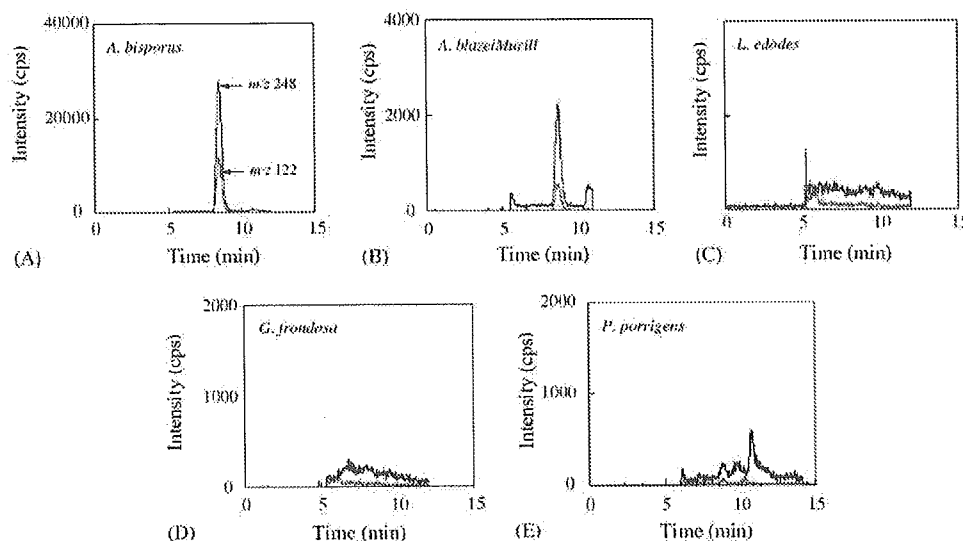 Intensity (cps)
40000
20000
0
A. bisporus
m/z 248
m/z 122
0 5 10 15
Time (min)
(A)
Intensity (cps)
4000
2000
0
A. blazeiMurill
0 5 10 15
Time (min)
(B)
Intensity (cps)
L. edodes
0 5 10 15
Time (min)
(C)
Intensity (cps)
2000
1000
0
G. frondosa
0 5 10 15
Time (min)
(D)
Intensity (cps)
2000
1000
0
P. porrigens
0 5 10 15
Time (min)
(E)